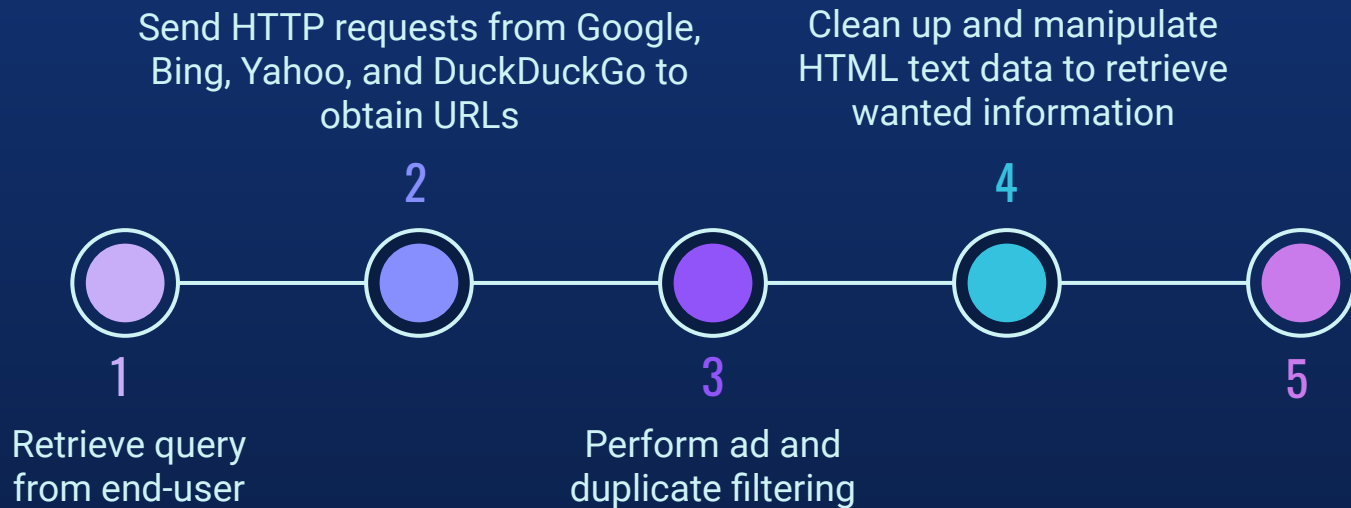 Send HTTP requests from Google,
Bing, Yahoo, and DuckDuckGo to
obtain URLs
2
Clean up and manipulate
HTML text data to retrieve
wanted information
4
1
Retrieve query
from end-user
3
Perform ad and
duplicate filtering
5